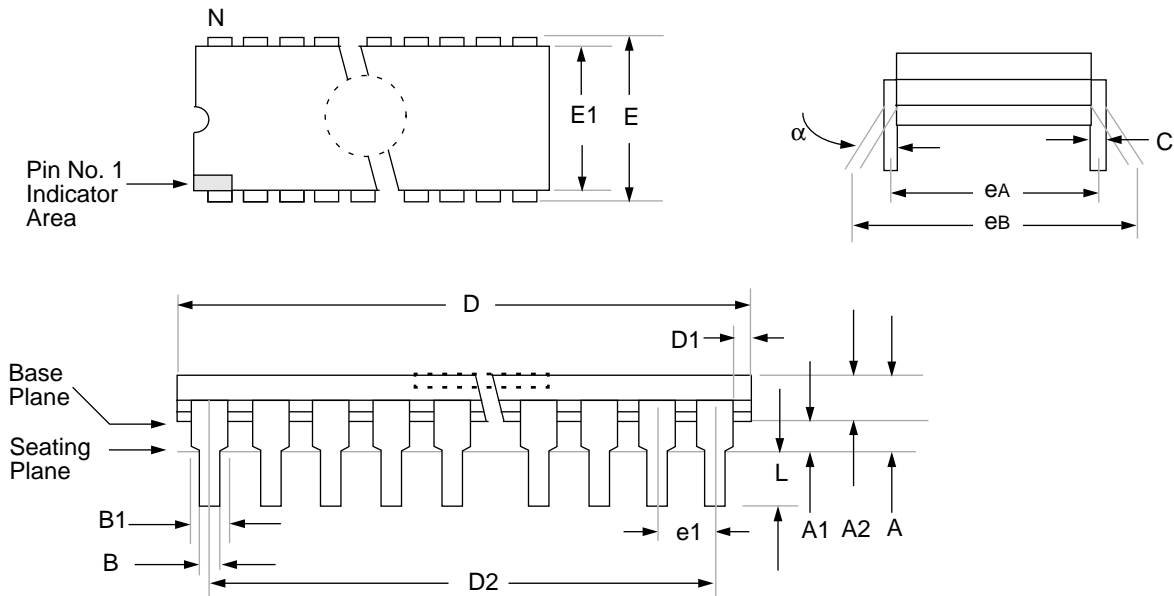 N
E1
E
Pin No. 1
Indicator
Area
α
C
eA
eB
D
D1
Base
Plane
Seating
Plane
L
B1
B
e1
A1
A2
A
D2